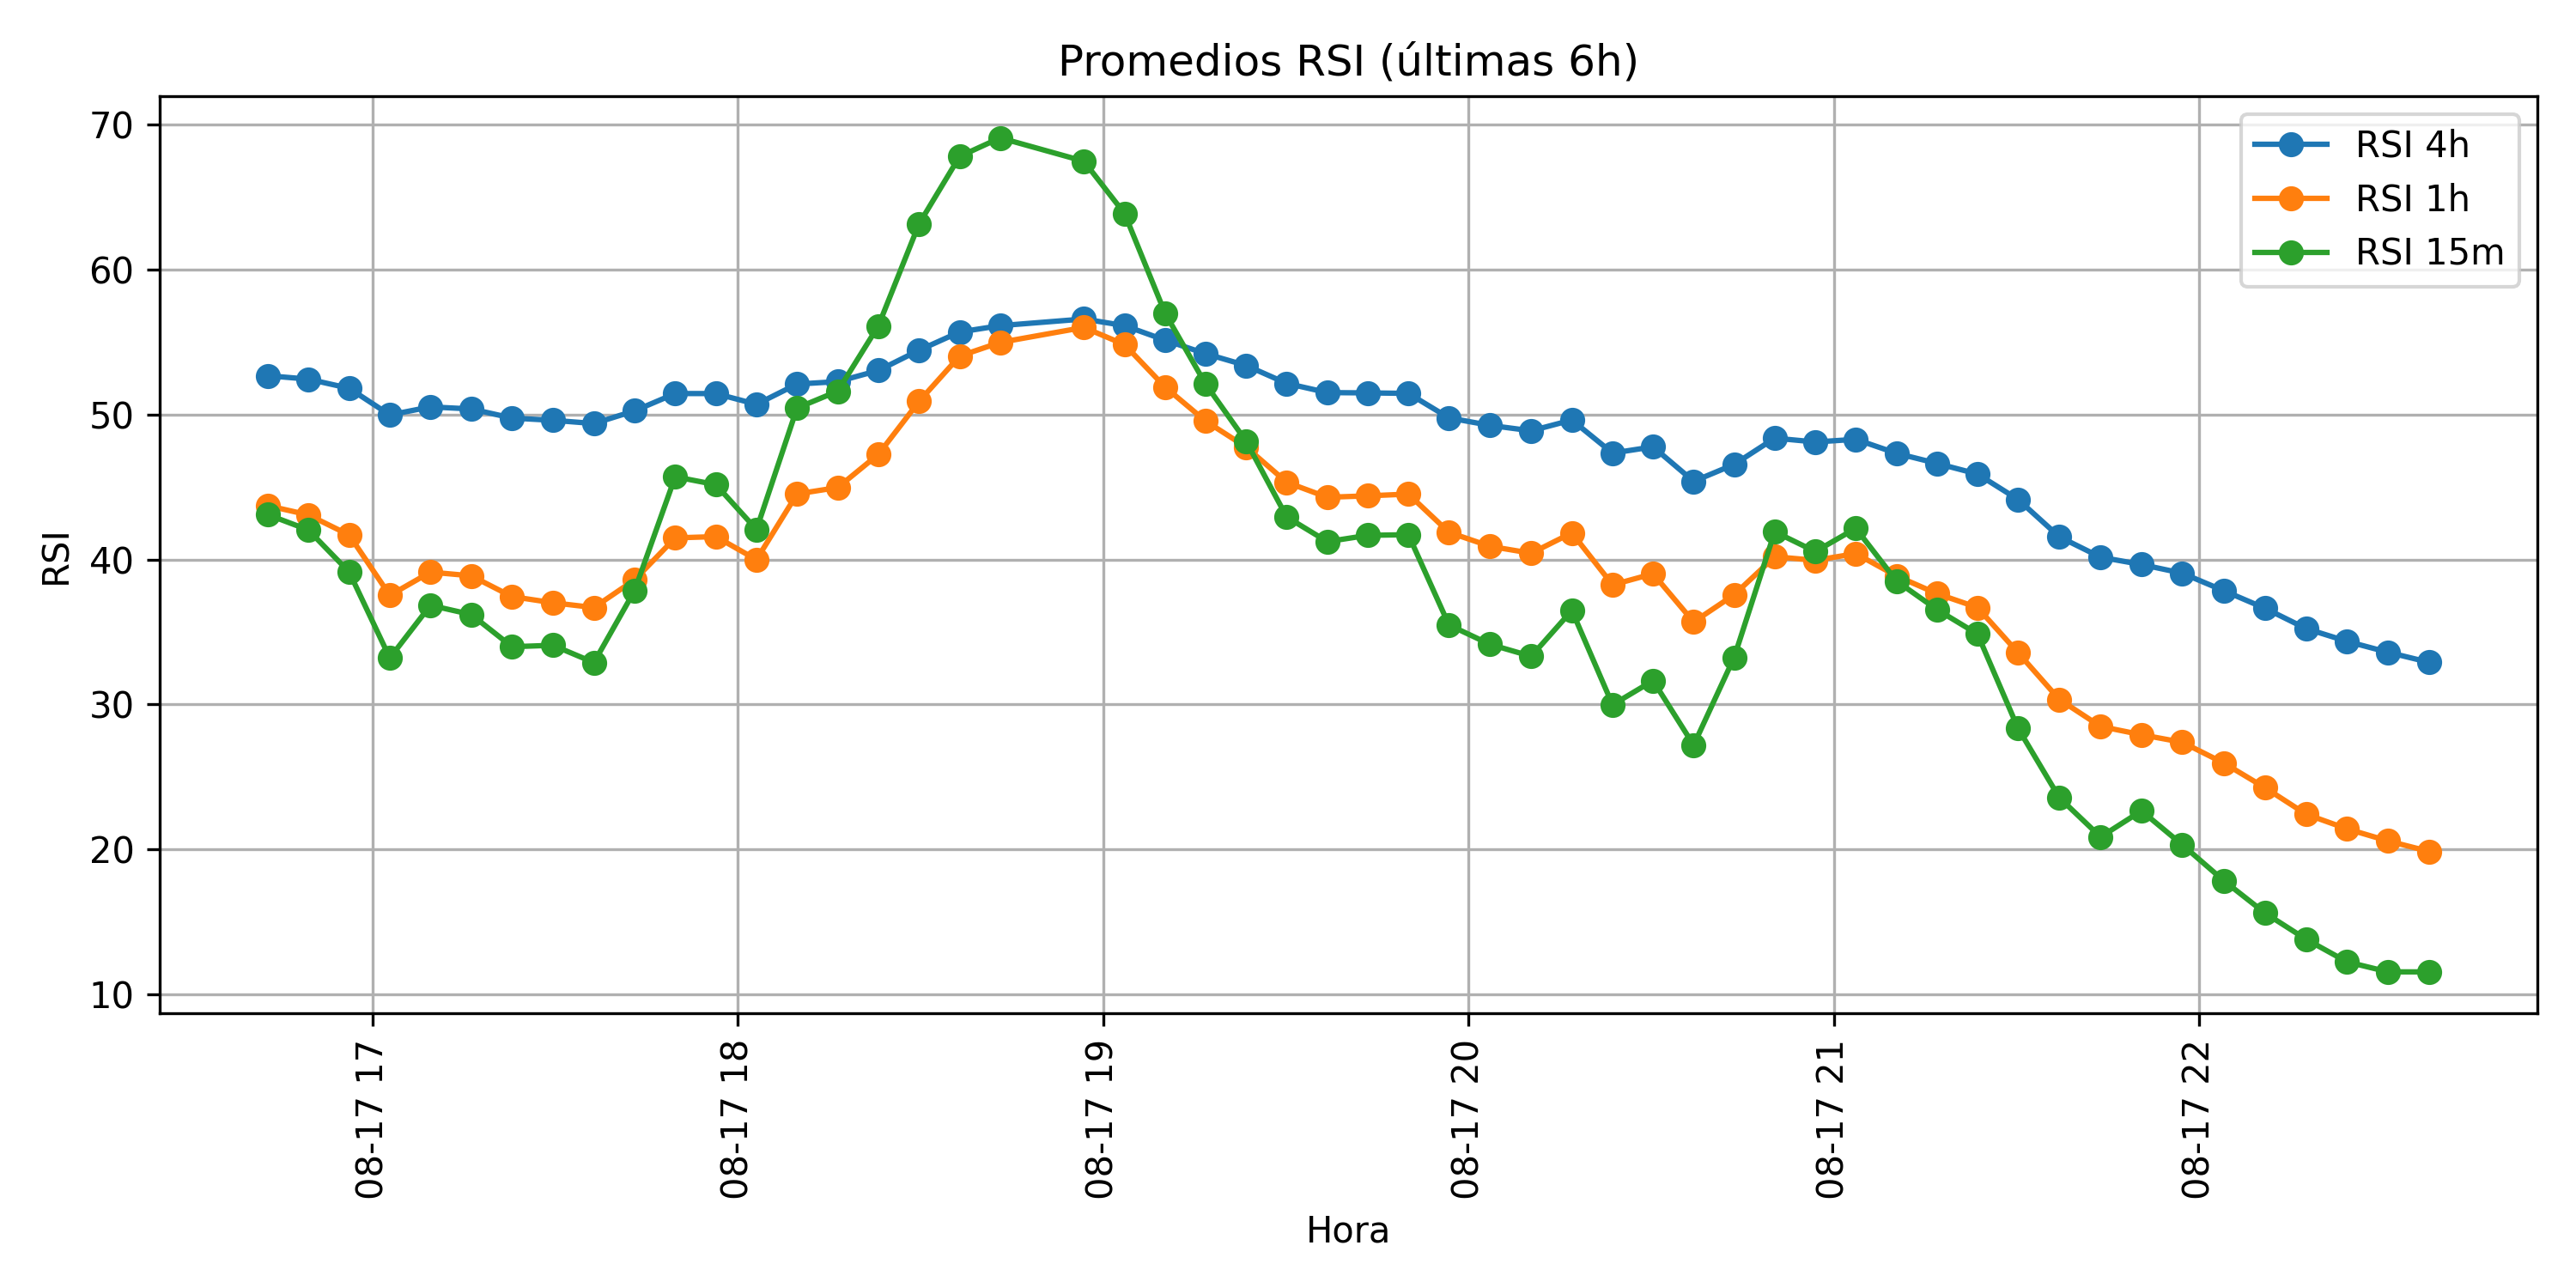 Promedios RSI (últimas 6h)
RSI 4h
RSI 1h
RSI 15m
RSI
70
60
50
40
30
20
10
08-17 17
08-17 18
08-17 19
08-17 20
08-17 21
08-17 22
Hora